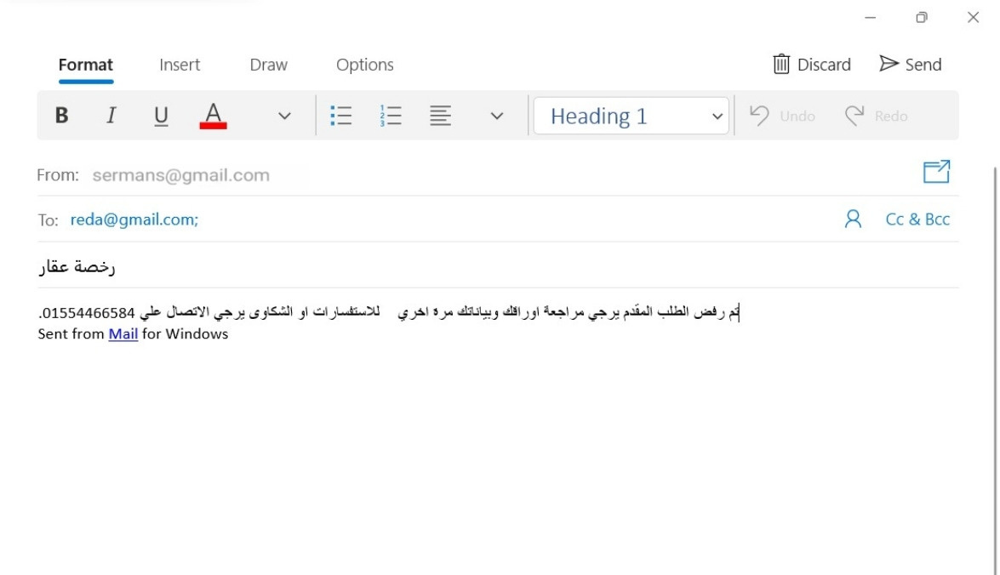 Format Insert Draw Options Discard Send
B I U A Heading 1 Undo Redo
From: sermans@gmail.com
To: reda@gmail.com; Cc & Bcc
رخصة عقار
تم رفض الطلب المقدم يرجي مراجعة اوراقك وبياناتك مرة اخري للاستفسارات او الشكاوى يرجي الاتصال علي 01554466584.
Sent from Mail for Windows